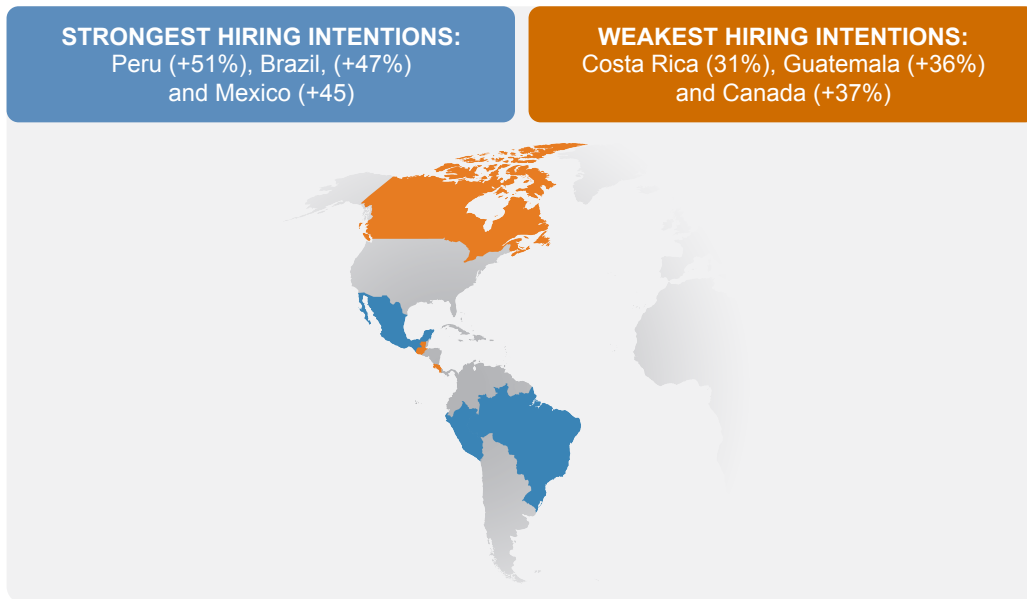 STRONGEST HIRING INTENTIONS:
Peru (+51%), Brazil, (+47%)
and Mexico (+45)
WEAKEST HIRING INTENTIONS:
Costa Rica (31%), Guatemala (+36%)
and Canada (+37%)